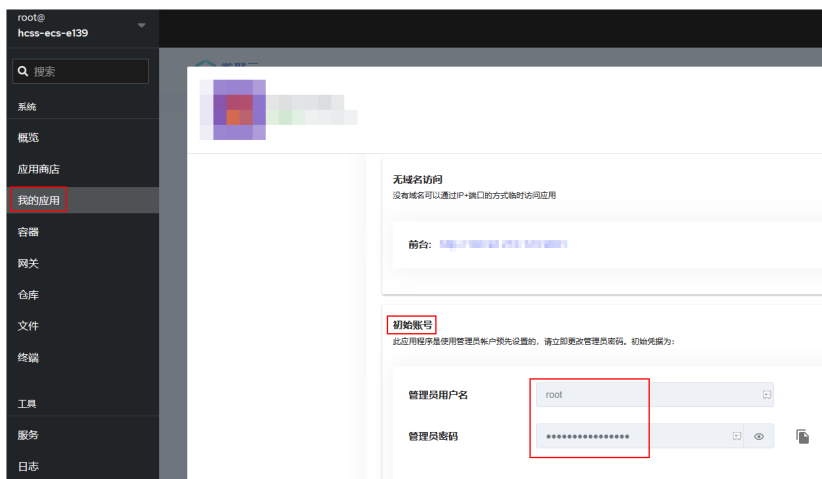 root@
hcss-ecs-e139
搜索
系统
概览
应用商店
我的应用
容器
网关
仓库
文件
终端
工具
服务
日志
无域名访问
没有域名可以通过IP+端口的方式临时访问应用
前台:
初始账号
此应用程序是使用管理员帐户预先设置的，请立即更改管理员密码。初始凭据为:
管理员用户名
root
管理员密码
••••••••••••••••